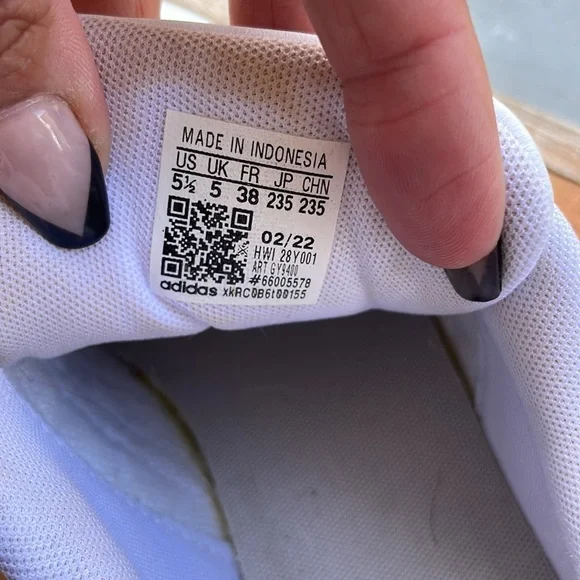 MADE IN INDONESIA
US UK FR JP CHN
5½ 5 38 235 235
02/22
HWI 28Y001
ART GY9400
#66005578
adidas xkRC0B6t00155